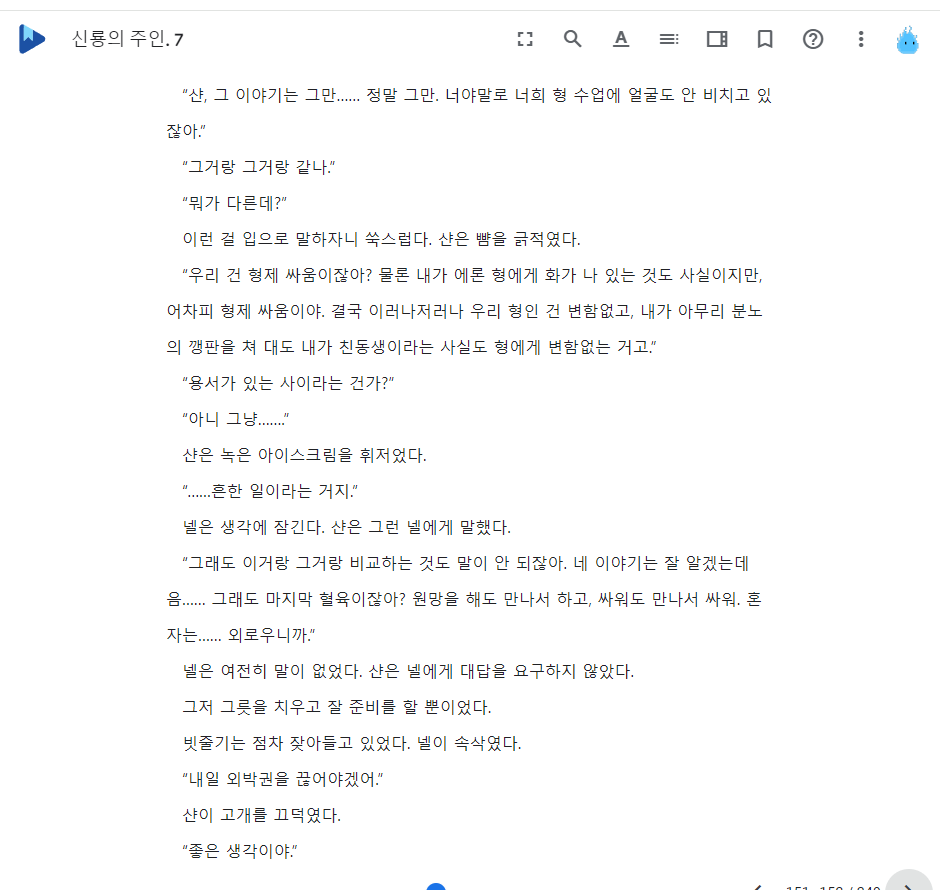 신룡의 주인. 7
“샨, 그 이야기는 그만…… 정말 그만. 너야말로 너희 형 수업에 얼굴도 안 비치고 있
잖아.”
“그거랑 그거랑 같나.”
“뭐가 다른데?”
이런 걸 입으로 말하자니 쑥스럽다. 샨은 뺨을 긁적였다.
“우리 건 형제 싸움이잖아? 물론 내가 에론 형에게 화가 나 있는 것도 사실이지만,
어차피 형제 싸움이야. 결국 이러나저러나 우리 형인 건 변함없고, 내가 아무리 분노
의 깽판을 쳐 대도 내가 친동생이라는 사실도 형에게 변함없는 거고.”
“용서가 있는 사이라는 건가?”
“아니 그냥…….”
샨은 녹은 아이스크림을 휘저었다.
“……흔한 일이라는 거지.”
넬은 생각에 잠긴다. 샨은 그런 넬에게 말했다.
“그래도 이거랑 그거랑 비교하는 것도 말이 안 되잖아. 네 이야기는 잘 알겠는데
음…… 그래도 마지막 혈육이잖아? 원망을 해도 만나서 하고, 싸워도 만나서 싸워. 혼
자는…… 외로우니까.”
넬은 여전히 말이 없었다. 샨은 넬에게 대답을 요구하지 않았다.
그저 그릇을 치우고 잘 준비를 할 뿐이었다.
빗줄기는 점차 잦아들고 있었다. 넬이 속삭였다.
“내일 외박권을 끊어야겠어.”
샨이 고개를 끄덕였다.
“좋은 생각이야.”